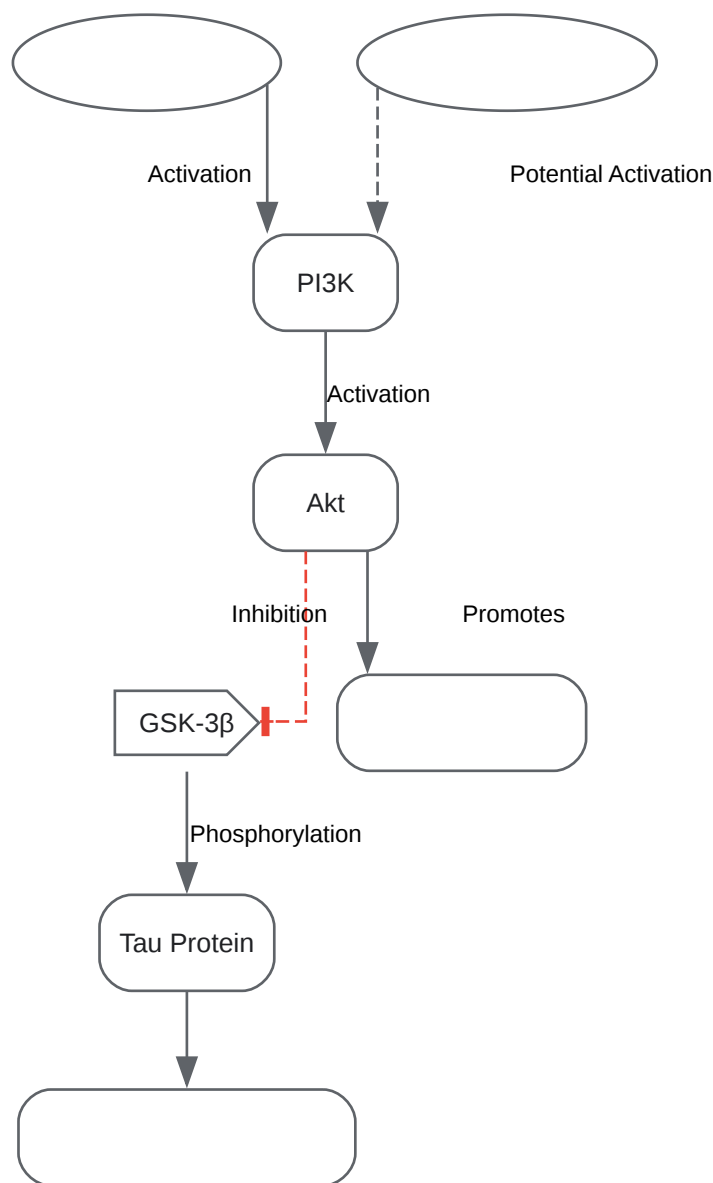 Activation
Potential Activation
PI3K
Activation
Akt
Inhibition
Promotes
GSK-3β
Phosphorylation
Tau Protein